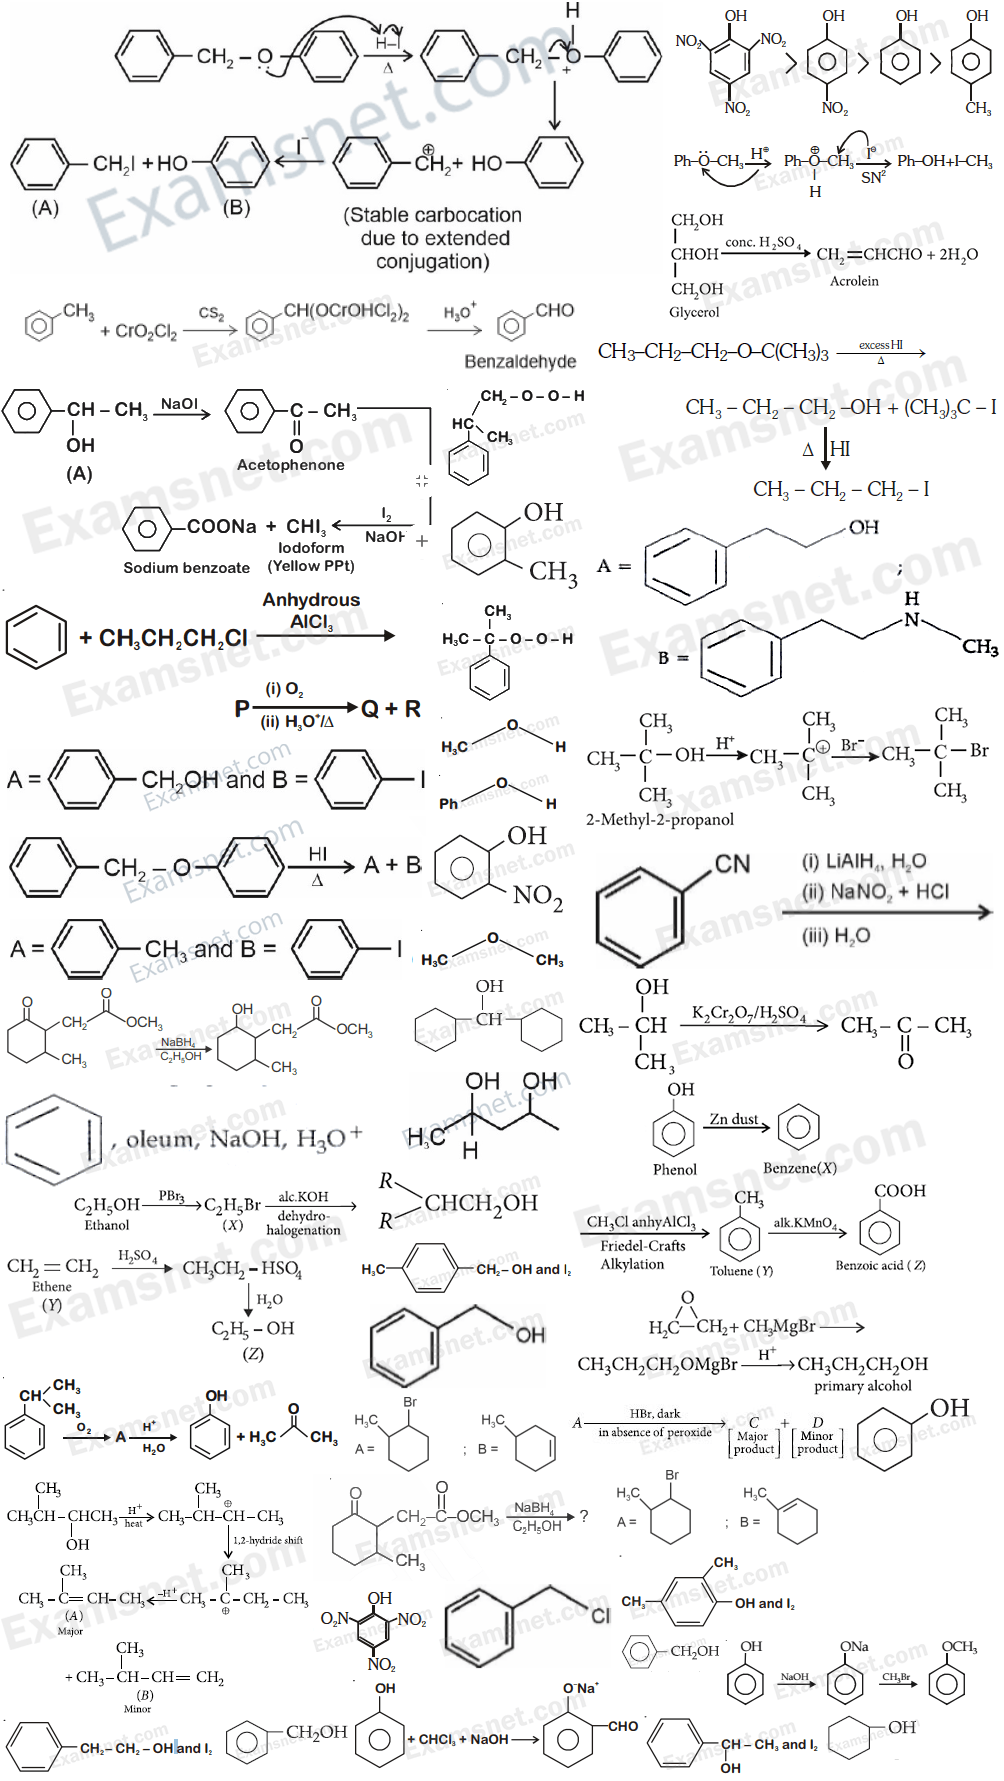 H
CH2 – O
H–I
Δ
CH2 – O
+
I⁻
CH2I + HO
CH2 + HO
(A)
(B)
(Stable carbocation
due to extended
conjugation)
OH
NO2
NO2
NO2
>
OH
NO2
>
OH
>
OH
CH3
Ph–O–CH3
H⊕
Ph–O–CH3
H
I⊖
SN2
Ph–OH+I–CH3
CH2OH
CHOH
CH2OH
Glycerol
conc. H2SO4
CH2=CHCHO + 2H2O
Acrolein
CH3
+ CrO2Cl2
CS2
CH(OCrOHCl2)2
H3O+
CHO
Benzaldehyde
CH3–CH2–CH2–O–C(CH3)3
excess HI
Δ
CH3 – CH2 – CH2 –OH + (CH3)3C – I
Δ HI
CH3 – CH2 – CH2 – I
CH – CH3
OH
(A)
NaOI
C – CH3
O
Acetophenone
CH2 – O – O – H
CH
CH3
COONa + CHI3
Sodium benzoate
Iodoform
(Yellow PPt)
I2
NaOH
+
OH
CH3
A =
OH
;
B =
H
N
CH3
+ CH3CH2CH2Cl
Anhydrous
AlCl3
P
(i) O2
(ii) H3O+/Δ
Q + R
CH3
H3C – C – O – O – H
H3C
O
H
Ph
O
H
CH3
CH3 – C – OH
CH3
2-Methyl-2-propanol
H+
CH3
CH3 – C⊕
CH3
Br–
CH3
CH3 – C – Br
CH3
A =
CH2OH and B =
I
CH2 – O
HI
Δ
A + B
OH
NO2
CN
(i) LiAlH4, H2O
(ii) NaNO2 + HCl
(iii) H2O
A =
CH3 and B =
I
H3C
O
CH3
O
CH2
O
OCH3
CH3
NaBH4
C2H5OH
OH
CH2
O
OCH3
CH3
OH
CH
OH
CH3 – CH
CH3
K2Cr2O7/H2SO4
CH3 – C – CH3
O
, oleum, NaOH, H3O+
OH OH
H3C
H
OH
Phenol
Zn dust
Benzene(X)
C2H5OH
Ethanol
PBr3
C2H5Br
(X)
alc.KOH
dehydro-
halogenation
R
R
CHCH2OH
CH3Cl anhyAlCl3
Friedel-Crafts
Alkylation
CH3
Toluene (Y)
alk.KMnO4
COOH
Benzoic acid ( Z)
CH2=CH2
Ethene
(Y)
H2SO4
CH3CH2 – HSO4
H2O
C2H5 – OH
(Z)
H3C
CH2– OH and I2
OH
O
H2C–CH2 + CH3MgBr
CH3CH2CH2OMgBr
H+
CH3CH2CH2OH
primary alcohol
CH3
CH
CH3
O2
A
H+
H2O
OH
+ H3C
O
CH3
Br
H3C
A =
; B =
H3C
A
HBr, dark
in absence of peroxide
C
[Major
product]
+
D
[Minor
product]
OH
CH3
CH3CH–CHCH3
OH
H+
heat
CH3
CH3–CH–CH–CH3
⊕
1,2-hydride shift
CH3
CH3 – C – CH2 – CH3
⊕
–H+
CH3
CH3 – C = CH – CH3
(A)
Major
CH3
+ CH3–CH–CH=CH2
(B)
Minor
O
CH2
O
C–OCH3
CH3
NaBH4
C2H5OH
?
Br
H3C
A =
; B =
H3C
OH
O2N
NO2
NO2
Cl
CH3
CH3
OH and I2
CH2OH
OH
NaOH
ONa
CH3Br
OCH3
CH2– CH2 – OH and I2
CH2OH
OH
+ CHCl3 + NaOH
O–Na+
CHO
CH – CH3 and I2
OH
OH
Examsnet.com